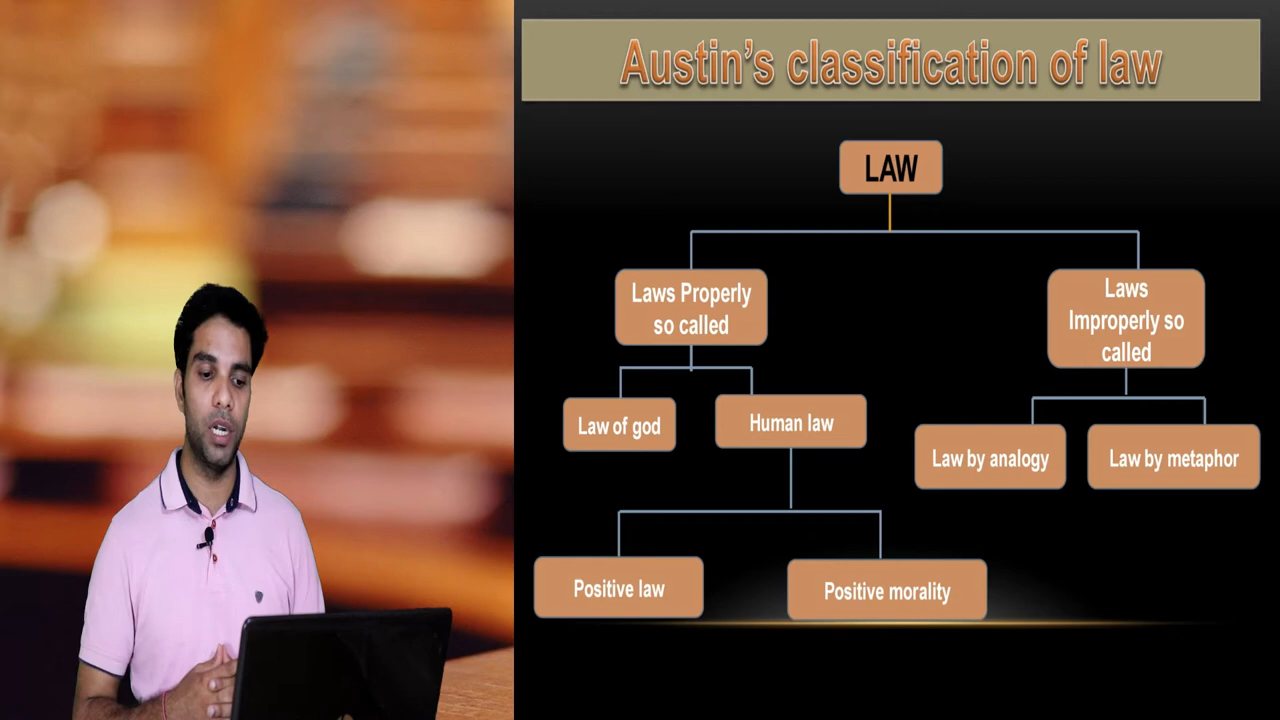 Austin's classification of law
LAW
Laws Properly
so called
Laws
Improperly so
called
Law of god
Human law
Law by analogy
Law by metaphor
Positive law
Positive morality